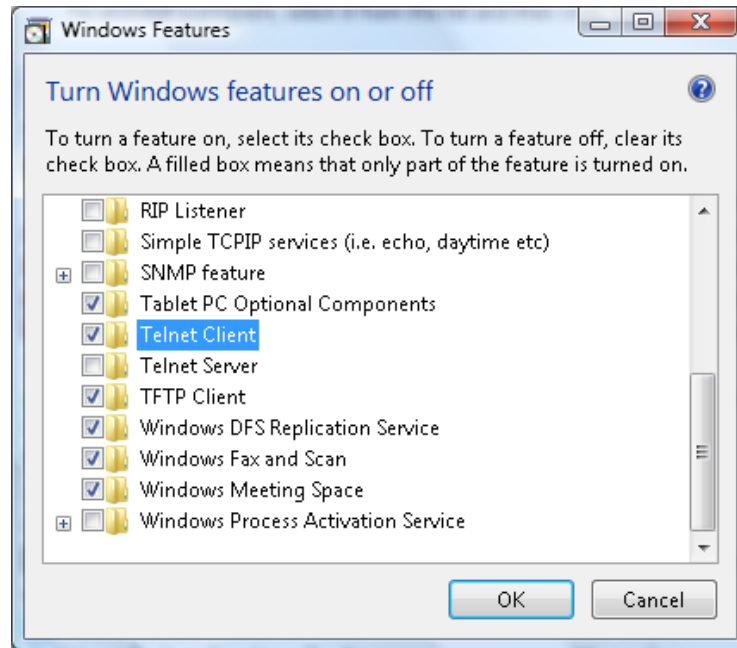 Windows Features
Turn Windows features on or off
To turn a feature on, select its check box. To turn a feature off, clear its
check box. A filled box means that only part of the feature is turned on.
RIP Listener
Simple TCPIP services (i.e. echo, daytime etc)
SNMP feature
Tablet PC Optional Components
Telnet Client
Telnet Server
TFTP Client
Windows DFS Replication Service
Windows Fax and Scan
Windows Meeting Space
Windows Process Activation Service
OK Cancel